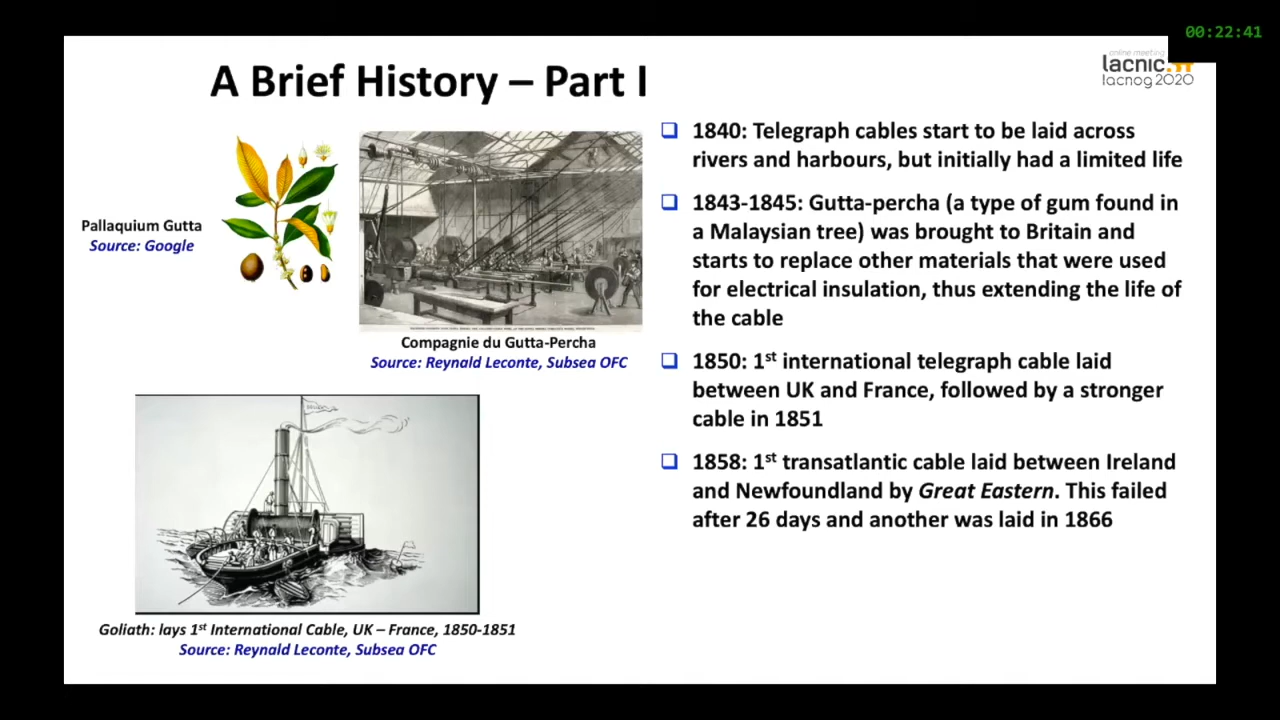 00:22:41
online meeting
lacnic
lacnog 2020
A Brief History – Part I
Pallaquium Gutta
Source: Google
Compagnie du Gutta-Percha
Source: Reynald Leconte, Subsea OFC
Goliath: lays 1st International Cable, UK – France, 1850-1851
Source: Reynald Leconte, Subsea OFC
❑ 1840: Telegraph cables start to be laid across
rivers and harbours, but initially had a limited life
❑ 1843-1845: Gutta-percha (a type of gum found in
a Malaysian tree) was brought to Britain and
starts to replace other materials that were used
for electrical insulation, thus extending the life of
the cable
❑ 1850: 1st international telegraph cable laid
between UK and France, followed by a stronger
cable in 1851
❑ 1858: 1st transatlantic cable laid between Ireland
and Newfoundland by Great Eastern. This failed
after 26 days and another was laid in 1866